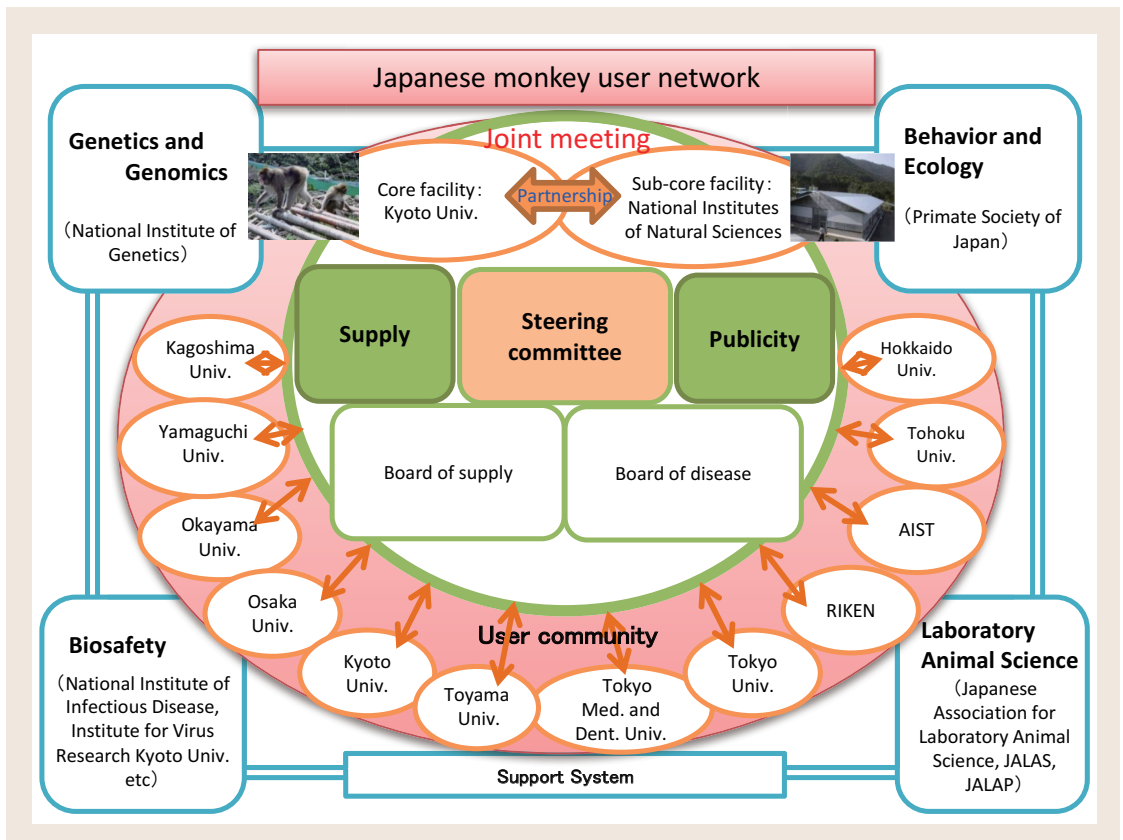 Japanese monkey user network
Genetics and
Genomics
（National Institute of
Genetics）
Joint meeting
Core facility：
Kyoto Univ.
Partnership
Sub-core facility：
National Institutes
of Natural Sciences
Behavior and
Ecology
（Primate Society of
Japan）
Supply
Steering
committee
Publicity
Board of supply
Board of disease
Kagoshima
Univ.
Yamaguchi
Univ.
Okayama
Univ.
Osaka
Univ.
Kyoto
Univ.
Toyama
Univ.
Tokyo
Med. and
Dent. Univ.
Tokyo
Univ.
RIKEN
AIST
Tohoku
Univ.
Hokkaido
Univ.
User community
Biosafety
（National Institute of
Infectious Disease,
Institute for Virus
Research Kyoto Univ.
etc）
Support System
Laboratory
Animal Science
（Japanese
Association for
Laboratory Animal
Science, JALAS,
JALAP）